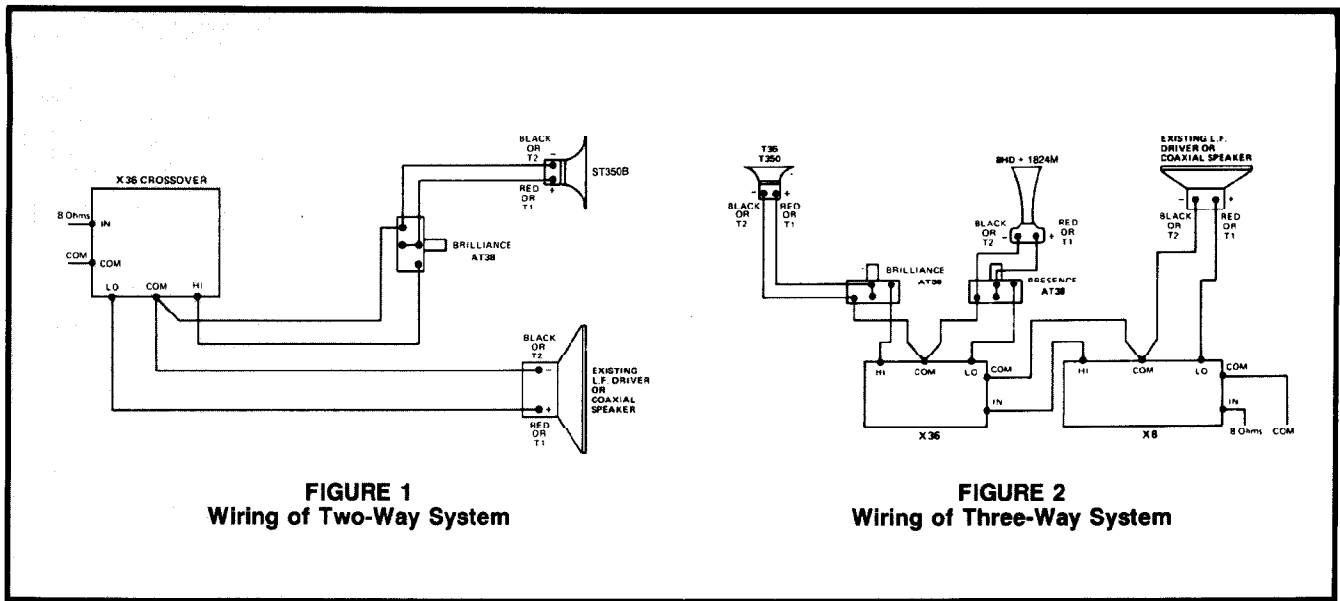 X36 CROSSOVER
8 Ohms
IN
COM
COM
LO
COM
HI
BLACK
OR
T2
-
+
RED
OR
T1
ST350B
BRILLIANCE
AT38
BLACK
OR
T2
-
+
RED
OR
T1
EXISTING
L.F. DRIVER
OR
COAXIAL
SPEAKER
FIGURE 1
Wiring of Two-Way System
T36
T350
-
+
BLACK
OR
T2
RED
OR
T1
8HD + 1824M
BLACK
OR
T2
-
+
RED
OR
T1
EXISTING L.F.
DRIVER OR
COAXIAL SPEAKER
-
+
BLACK
OR
T2
RED
OR
T1
BRILLIANCE
AT38
PRESENCE
AT38
HI
COM
LO
COM
IN
X36
HI
COM
LO
COM
IN
X8
8 Ohms
COM
FIGURE 2
Wiring of Three-Way System